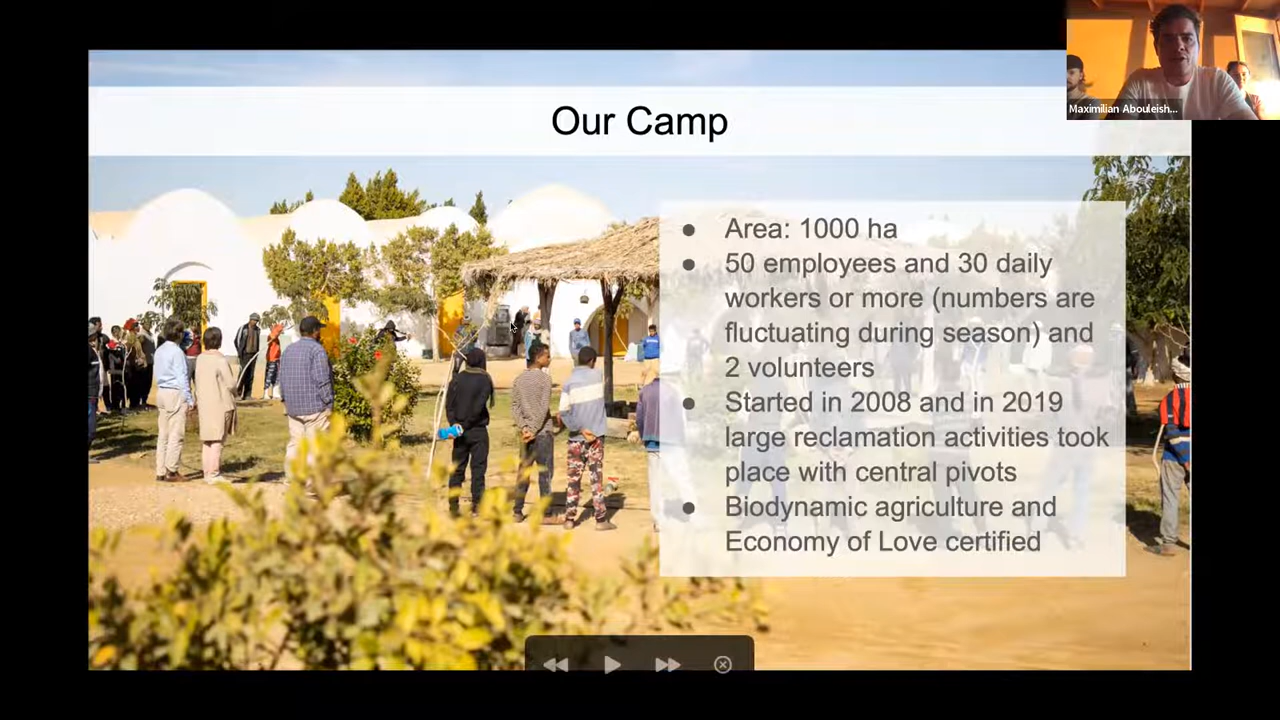 Maximilian Abouleish...
Our Camp
● Area: 1000 ha
● 50 employees and 30 daily
workers or more (numbers are
fluctuating during season) and
2 volunteers
● Started in 2008 and in 2019
large reclamation activities took
place with central pivots
● Biodynamic agriculture and
Economy of Love certified